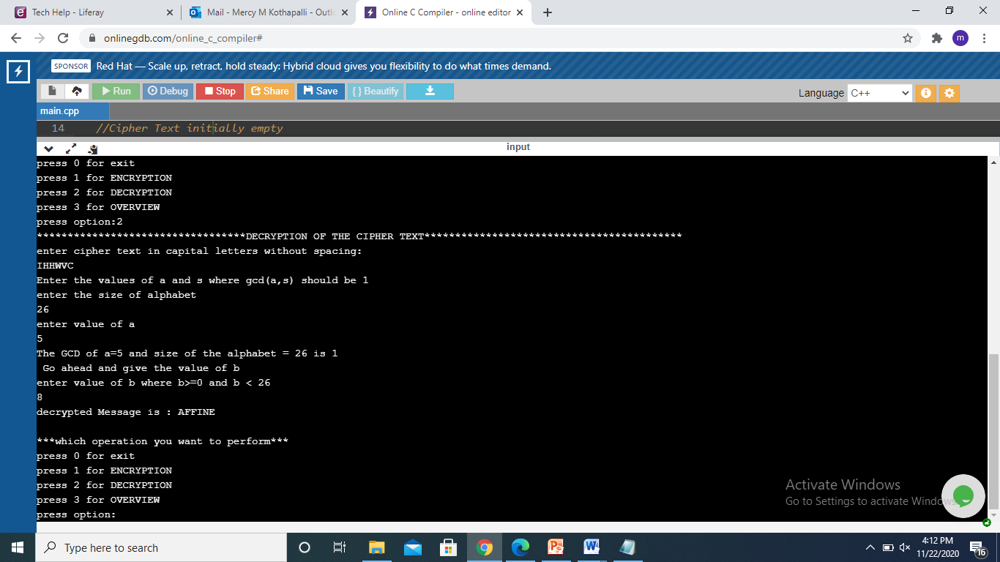 Tech Help - Liferay
Mail - Mercy M Kothapalli - Outl
Online C Compiler - online editor
onlinegdb.com/online_c_compiler#
m
SPONSOR Red Hat — Scale up, retract, hold steady: Hybrid cloud gives you flexibility to do what times demand.
Run Debug Stop Share Save { } Beautify
Language C++
main.cpp
14 //Cipher Text initially empty
input
press 0 for exit
press 1 for ENCRYPTION
press 2 for DECRYPTION
press 3 for OVERVIEW
press option:2
**********************************DECRYPTION OF THE CIPHER TEXT******************************************
enter cipher text in capital letters without spacing:
IHHWVC
Enter the values of a and s where gcd(a,s) should be 1
enter the size of alphabet
26
enter value of a
5
The GCD of a=5 and size of the alphabet = 26 is 1
Go ahead and give the value of b
enter value of b where b>=0 and b < 26
8
decrypted Message is : AFFINE
***which operation you want to perform***
press 0 for exit
press 1 for ENCRYPTION
press 2 for DECRYPTION
press 3 for OVERVIEW
press option:
Activate Windows
Go to Settings to activate Windows.
Type here to search
4:12 PM
11/22/2020
16